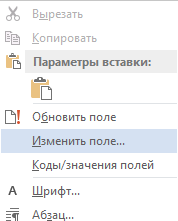 Вырезать
Копировать
Параметры вставки:
Обновить поле
Изменить поле...
Коды/значения полей
Шрифт...
Абзац...